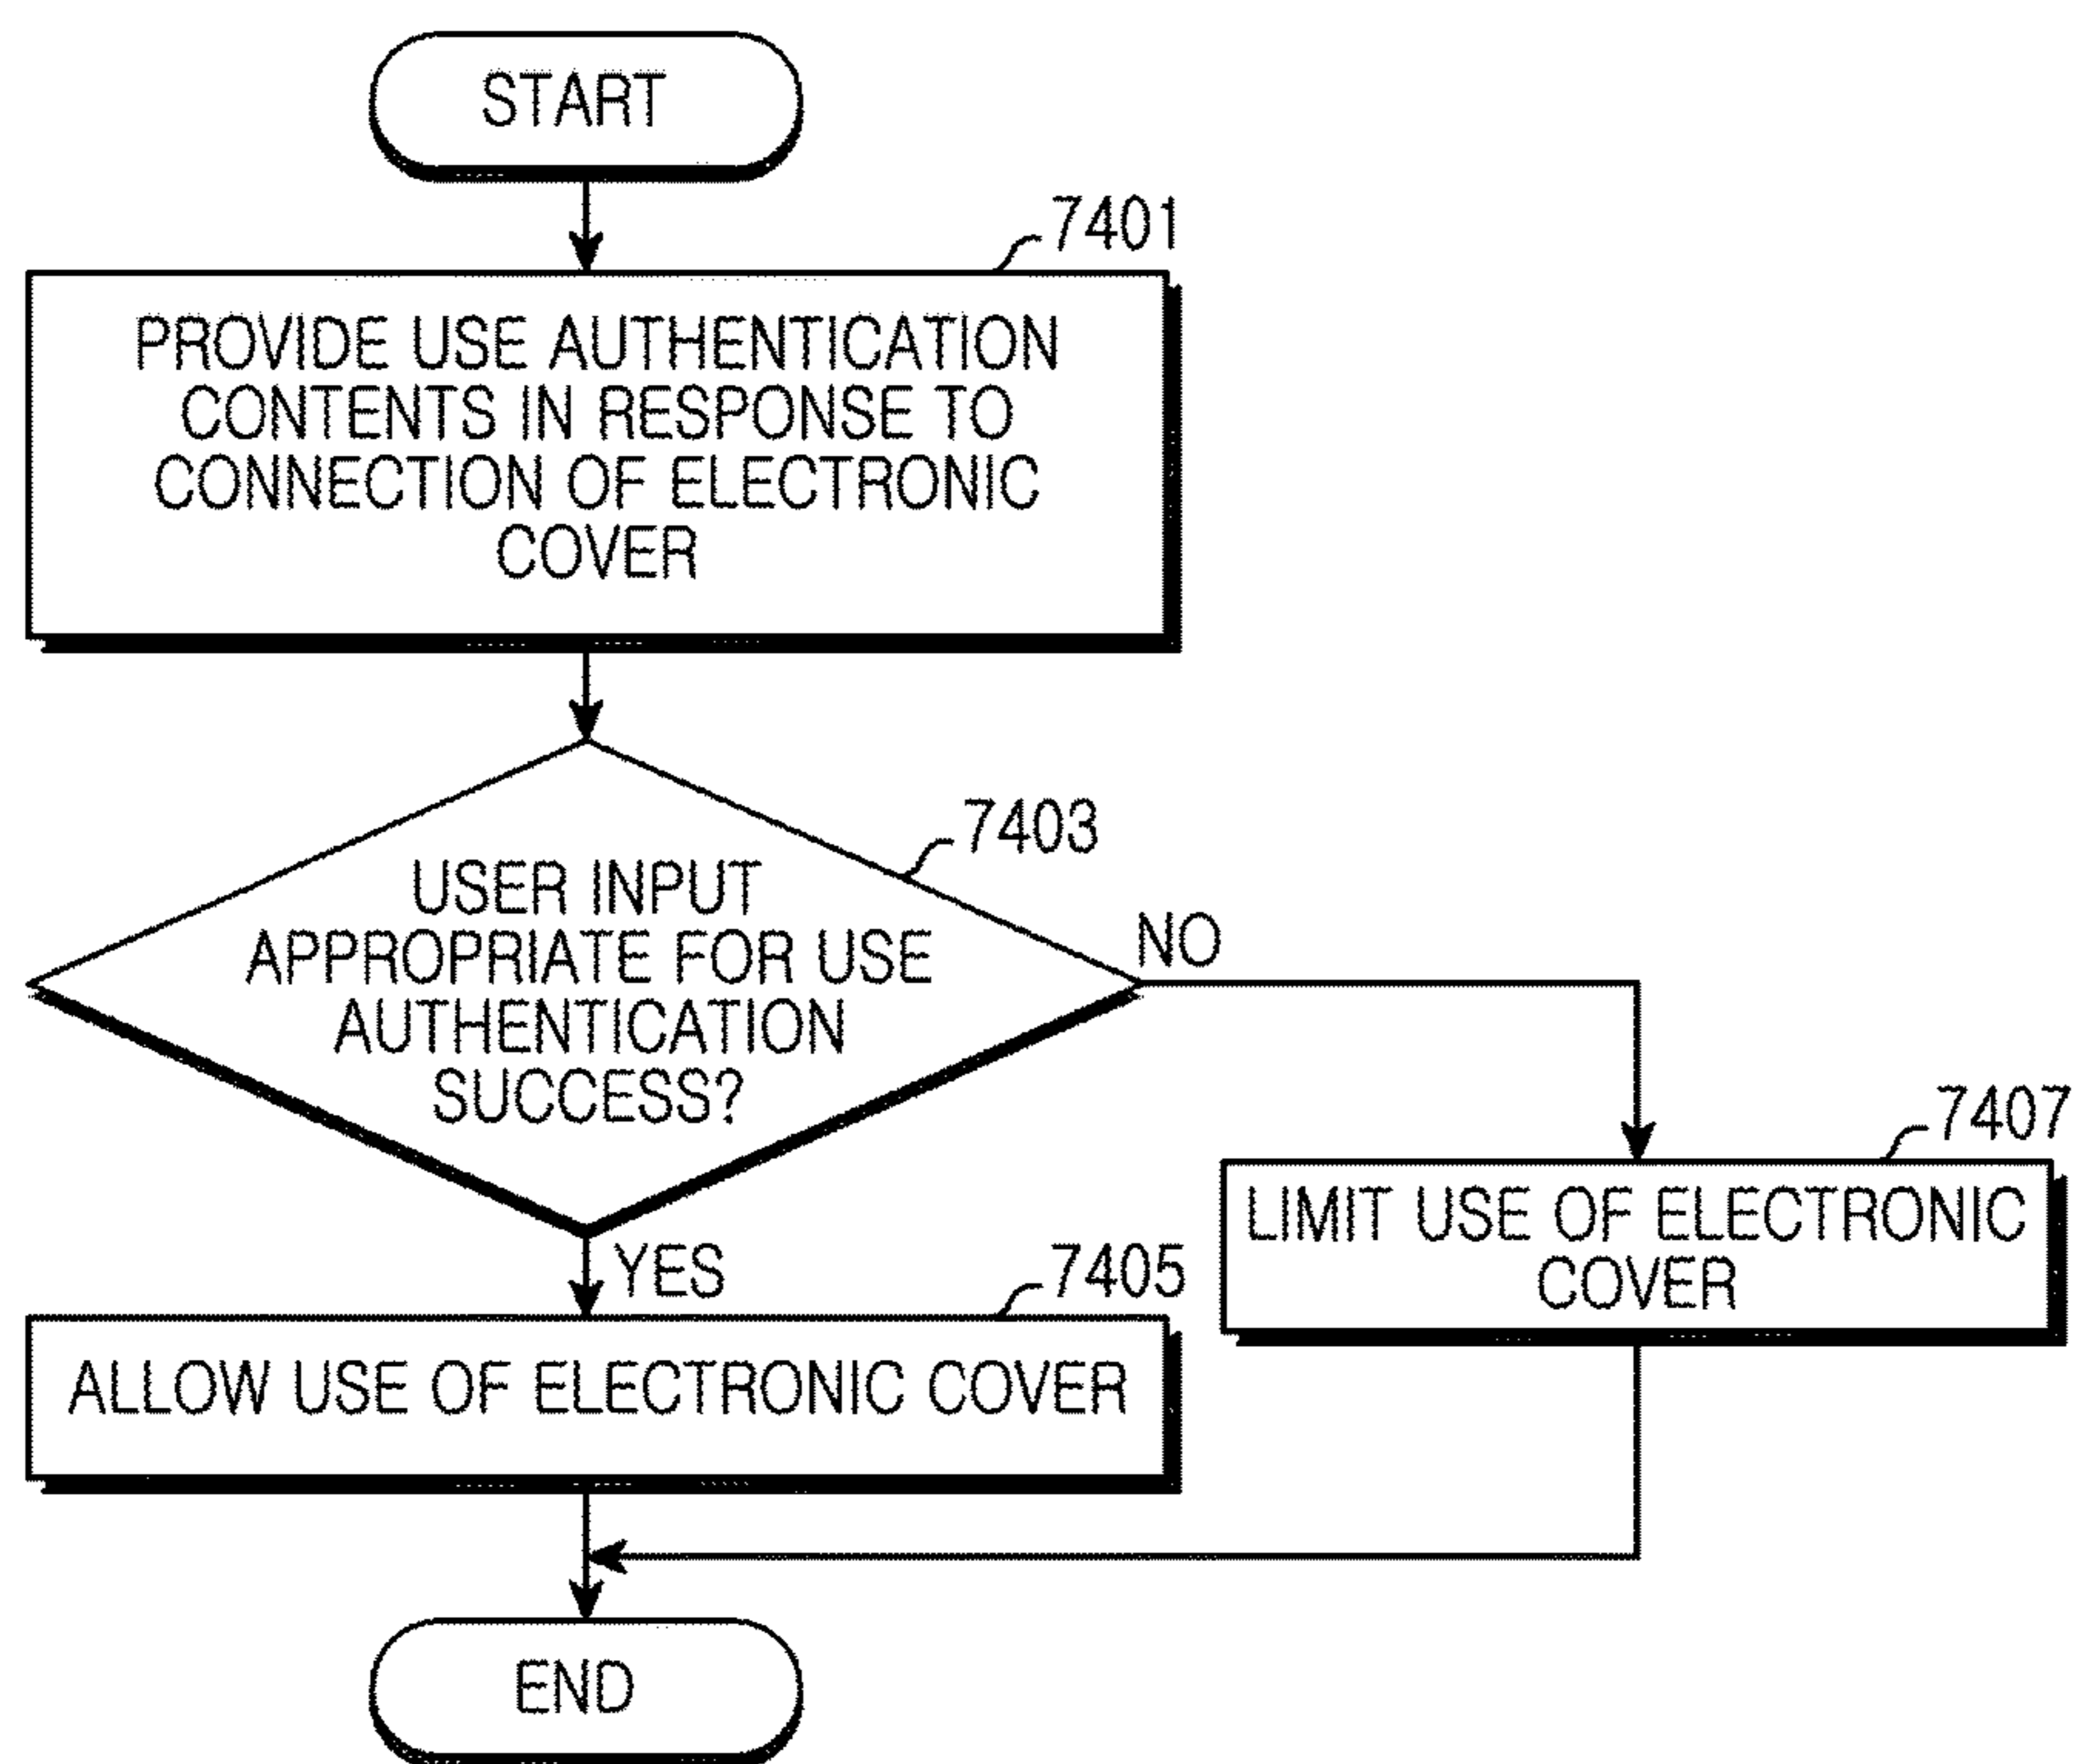 START
7401
PROVIDE USE AUTHENTICATION
CONTENTS IN RESPONSE TO
CONNECTION OF ELECTRONIC
COVER
7403
USER INPUT
APPROPRIATE FOR USE
AUTHENTICATION
SUCCESS?
NO
YES
7407
LIMIT USE OF ELECTRONIC
COVER
7405
ALLOW USE OF ELECTRONIC COVER
END